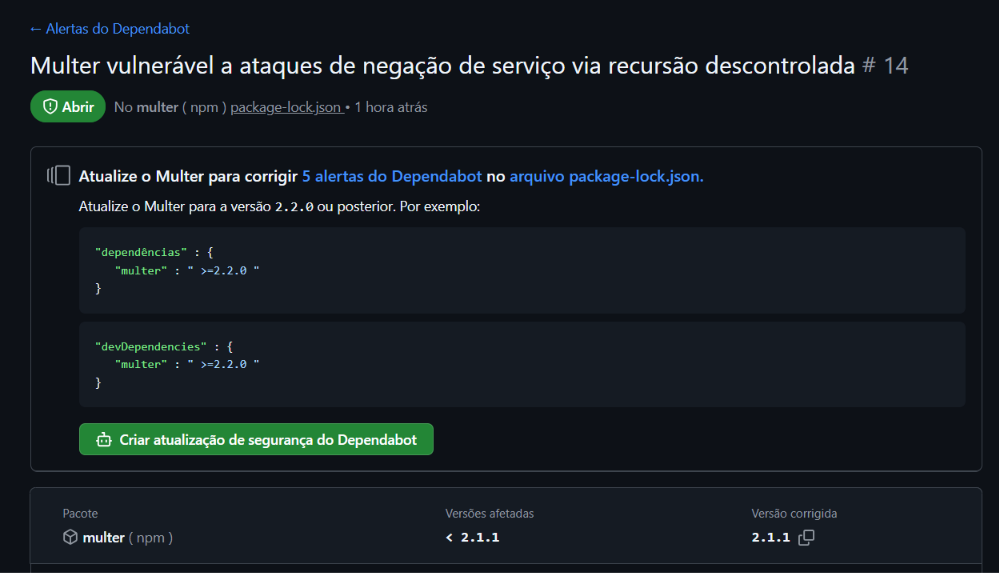 ← Alertas do Dependabot
Multer vulnerável a ataques de negação de serviço via recursão descontrolada # 14
Abrir No multer ( npm ) package-lock.json • 1 hora atrás
Atualize o Multer para corrigir 5 alertas do Dependabot no arquivo package-lock.json.
Atualize o Multer para a versão 2.2.0 ou posterior. Por exemplo:
"dependências" : {
"multer" : " >=2.2.0 "
}
"devDependencies" : {
"multer" : " >=2.2.0 "
}
Criar atualização de segurança do Dependabot
Pacote Versões afetadas Versão corrigida
multer ( npm ) < 2.1.1 2.1.1